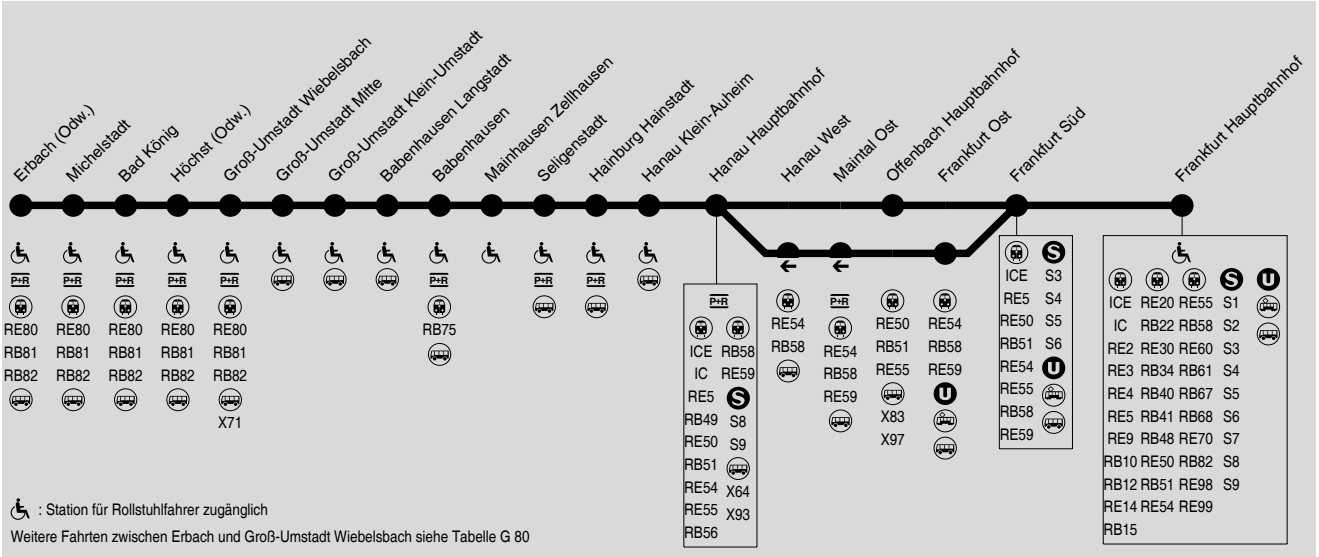 Erbach (Odw.)
Michelstadt
Bad König
Höchst (Odw.)
Groß-Umstadt Wiebelsbach
Groß-Umstadt Mitte
Groß-Umstadt Klein-Umstadt
Babenhausen Langstadt
Babenhausen
Mainhausen Zellhausen
Seligenstadt
Hainburg Hainstadt
Hanau Klein-Auheim
Hanau Hauptbahnhof
Hanau West
Maintal Ost
Offenbach Hauptbahnhof
Frankfurt Ost
Frankfurt Süd
Frankfurt Hauptbahnhof
P+R
RE80
RB81
RB82
P+R
RE80
RB81
RB82
P+R
RE80
RB81
RB82
P+R
RE80
RB81
RB82
P+R
RE80
RB81
RB82
X71
P+R
RB75
P+R
P+R
P+R
ICE RB58
IC RE59
RE5 S
RB49 S8
RE50 S9
RB51
RE54 X64
RE55 X93
RB56
RE54
RB58
P+R
RE54
RB58
RE59
RE50
RB51
RE55
X83
X97
RE54
RB58
RE59
U
S
ICE S3
RE5 S4
RE50 S5
RB51 S6
RE54 U
RE55
RB58
RE59
S U
ICE RE20 RE55 S1
IC RB22 RB58 S2
RE2 RE30 RE60 S3
RE3 RB34 RB61 S4
RE4 RB40 RB67 S5
RE5 RB41 RB68 S6
RE9 RB48 RE70 S7
RB10 RE50 RB82 S8
RB12 RB51 RE98 S9
RE14 RE54 RE99
RB15
: Station für Rollstuhlfahrer zugänglich
Weitere Fahrten zwischen Erbach und Groß-Umstadt Wiebelsbach siehe Tabelle G 80